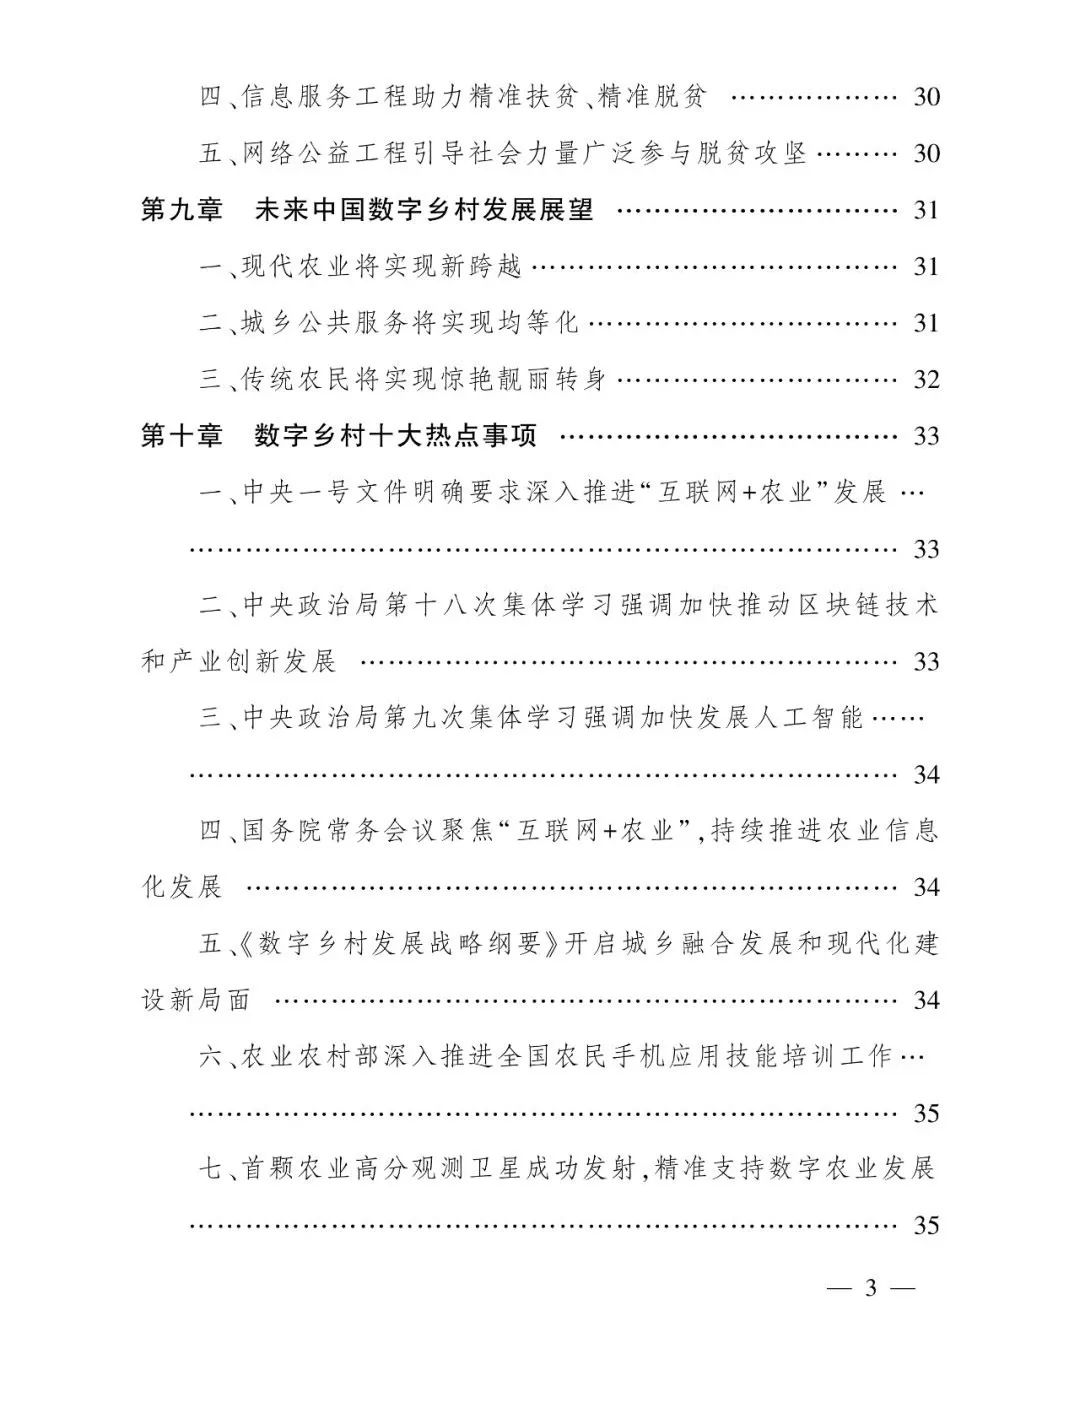 四、信息服务工程助力精准扶贫、精准脱贫 ……………… 30
五、网络公益工程引导社会力量广泛参与脱贫攻坚 ……… 30
第九章 未来中国数字乡村发展展望 ………………………… 31
一、现代农业将实现新跨越 ………………………………… 31
二、城乡公共服务将实现均等化 …………………………… 31
三、传统农民将实现惊艳靓丽转身 ………………………… 32
第十章 数字乡村十大热点事项 ……………………………… 33
一、中央一号文件明确要求深入推进“互联网+农业”发展 …
………………………………………………………………… 33
二、中央政治局第十八次集体学习强调加快推动区块链技术
和产业创新发展 ………………………………………………… 33
三、中央政治局第九次集体学习强调加快发展人工智能 ……
………………………………………………………………… 34
四、国务院常务会议聚焦“互联网+农业”,持续推进农业信息
化发展 …………………………………………………………… 34
五、《数字乡村发展战略纲要》开启城乡融合发展和现代化建
设新局面 ………………………………………………………… 34
六、农业农村部深入推进全国农民手机应用技能培训工作 …
………………………………………………………………… 35
七、首颗农业高分观测卫星成功发射,精准支持数字农业发展
………………………………………………………………… 35
— 3 —